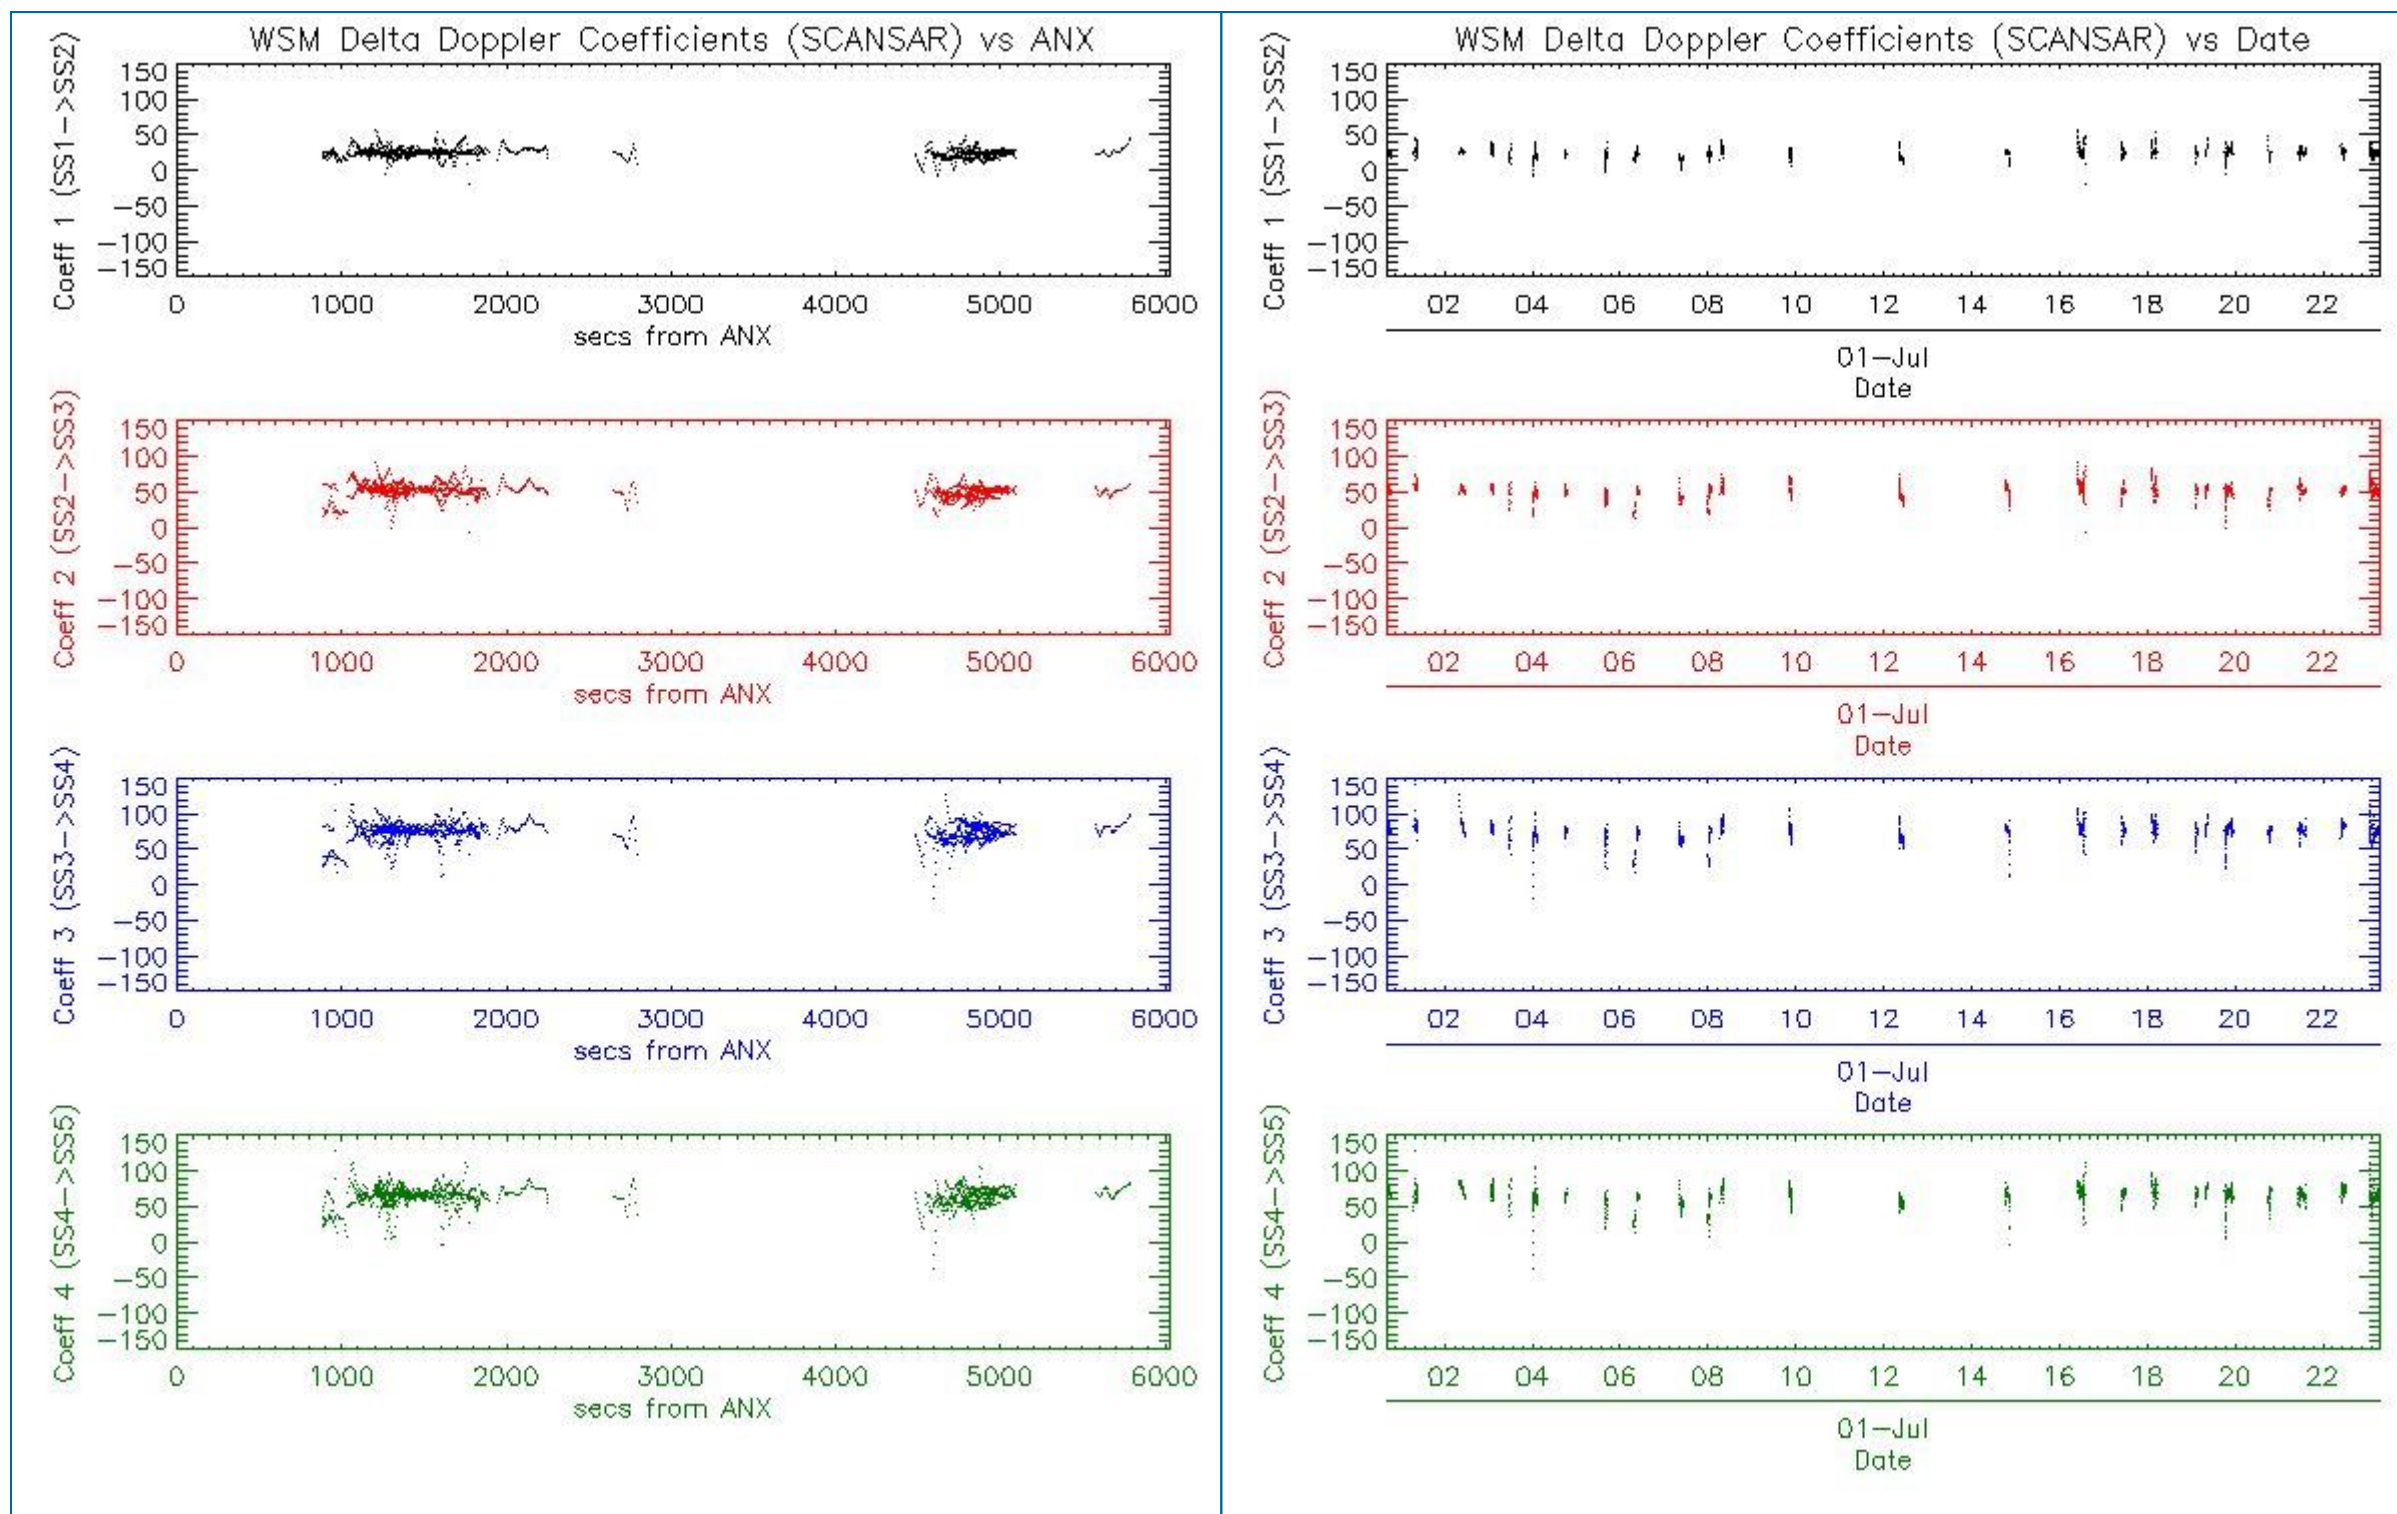 WSM Delta Doppler Coefficients (SCANSAR) vs ANX
Coeff 1 (SS1->SS2)
150
100
50
0
-50
-100
-150
0 1000 2000 3000 4000 5000 6000
secs from ANX
Coeff 2 (SS2->SS3)
150
100
50
0
-50
-100
-150
0 1000 2000 3000 4000 5000 6000
secs from ANX
Coeff 3 (SS3->SS4)
150
100
50
0
-50
-100
-150
0 1000 2000 3000 4000 5000 6000
secs from ANX
Coeff 4 (SS4->SS5)
150
100
50
0
-50
-100
-150
0 1000 2000 3000 4000 5000 6000
secs from ANX
WSM Delta Doppler Coefficients (SCANSAR) vs Date
Coeff 1 (SS1->SS2)
150
100
50
0
-50
-100
-150
02 04 06 08 10 12 14 16 18 20 22
01-Jul
Date
Coeff 2 (SS2->SS3)
150
100
50
0
-50
-100
-150
02 04 06 08 10 12 14 16 18 20 22
01-Jul
Date
Coeff 3 (SS3->SS4)
150
100
50
0
-50
-100
-150
02 04 06 08 10 12 14 16 18 20 22
01-Jul
Date
Coeff 4 (SS4->SS5)
150
100
50
0
-50
-100
-150
02 04 06 08 10 12 14 16 18 20 22
01-Jul
Date